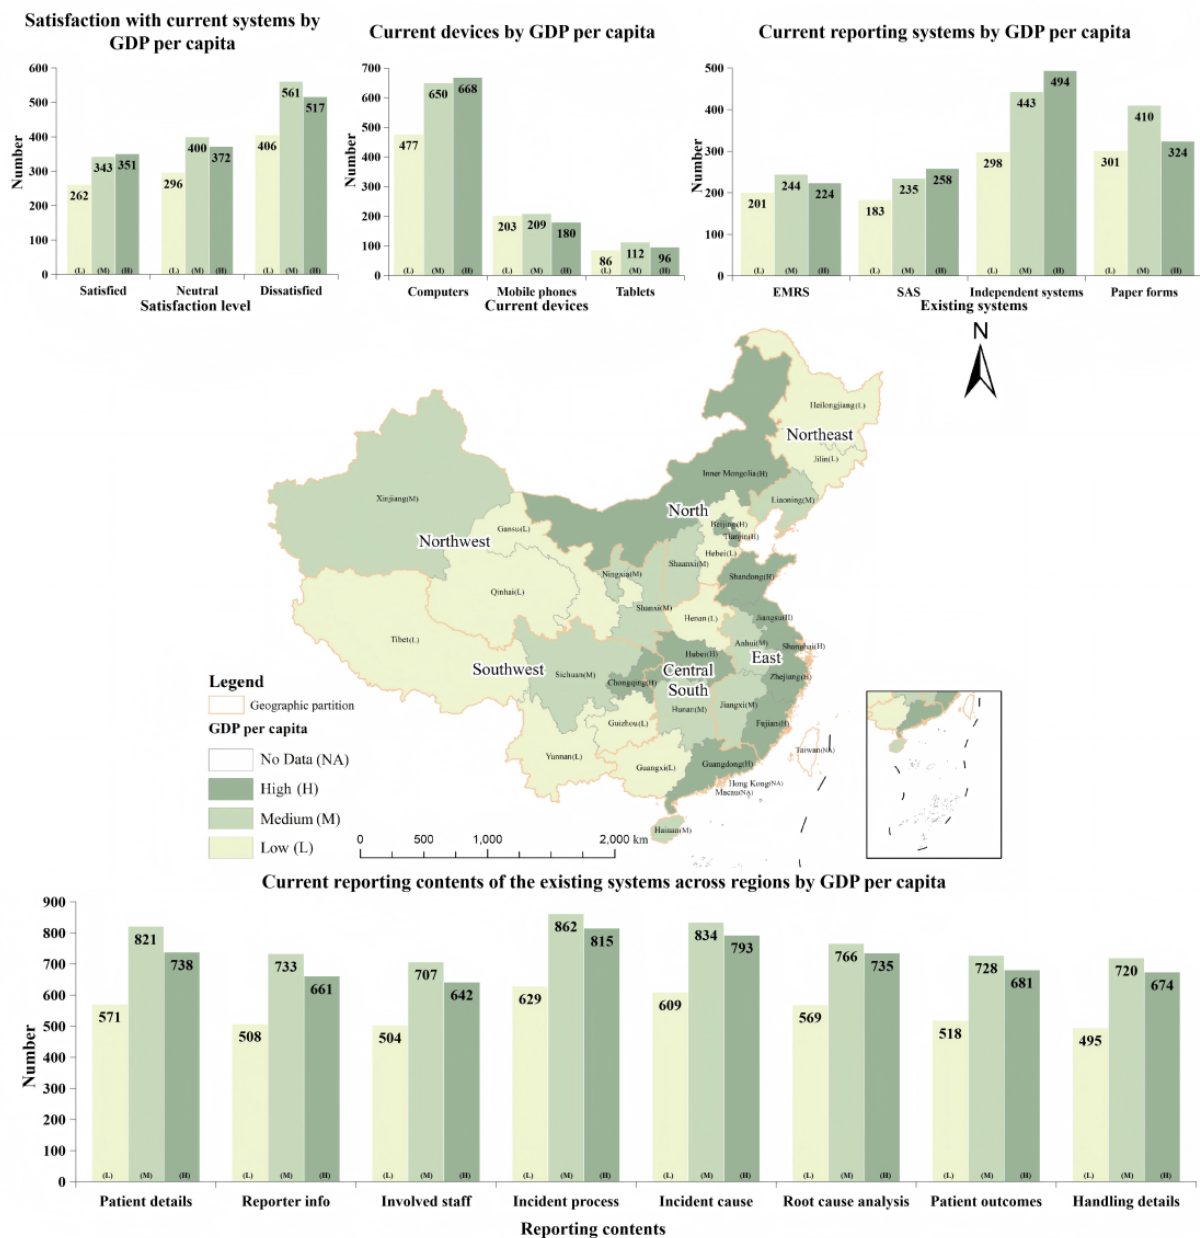 Satisfaction with current systems by
GDP per capita
Number
600
500
400
300
200
100
0
262
343
351
296
400
372
406
561
517
(L) (M) (H) (L) (M) (H) (L) (M) (H)
Satisfied Neutral Dissatisfied
Satisfaction level
Current devices by GDP per capita
Number
700
600
500
400
300
200
100
0
477
650
668
203
209
180
86
112
96
(L) (M) (H) (L) (M) (H) (L) (M) (H)
Computers Mobile phones Tablets
Current devices
Current reporting systems by GDP per capita
Number
500
400
300
200
100
0
201
244
224
183
235
258
298
443
494
301
410
324
(L) (M) (H) (L) (M) (H) (L) (M) (H) (L) (M) (H)
EMRS SAS Independent systems Paper forms
Existing systems
N
Heilongjiang(L)
Northeast
Jilin(L)
Inner Mongolia(H)
Liaoning(M)
Xinjiang(M)
North
Beijing(H)
Tianjin(H)
Gansu(L)
Northwest
Hebei(L)
Shaanxi(M)
Ningxia(M)
Shandong(H)
Qinhai(L)
Shanxi(M)
Henan(L)
Jiangsu(H)
Tibet(L)
Anhui(M)
Shanghai(H)
Hubei(H)
East
Southwest
Sichuan(M)
Central
South
Chongqing(H)
Zhejiang(H)
Hunan(M)
Jiangxi(M)
Guizhou(L)
Fujian(H)
Yunnan(L)
Guangxi(L)
Guangdong(H)
Taiwan(NA)
Hong Kong(NA)
Macau(NA)
Hainan(M)
Legend
Geographic partition
GDP per capita
No Data (NA)
High (H)
Medium (M)
Low (L)
0 500 1,000 2,000 km
Current reporting contents of the existing systems across regions by GDP per capita
Number
900
800
700
600
500
400
300
200
100
0
571
821
738
508
733
661
504
707
642
629
862
815
609
834
793
569
766
735
518
728
681
495
720
674
(L) (M) (H) (L) (M) (H) (L) (M) (H) (L) (M) (H) (L) (M) (H) (L) (M) (H) (L) (M) (H) (L) (M) (H)
Patient details Reporter info Involved staff Incident process Incident cause Root cause analysis Patient outcomes Handling details
Reporting contents